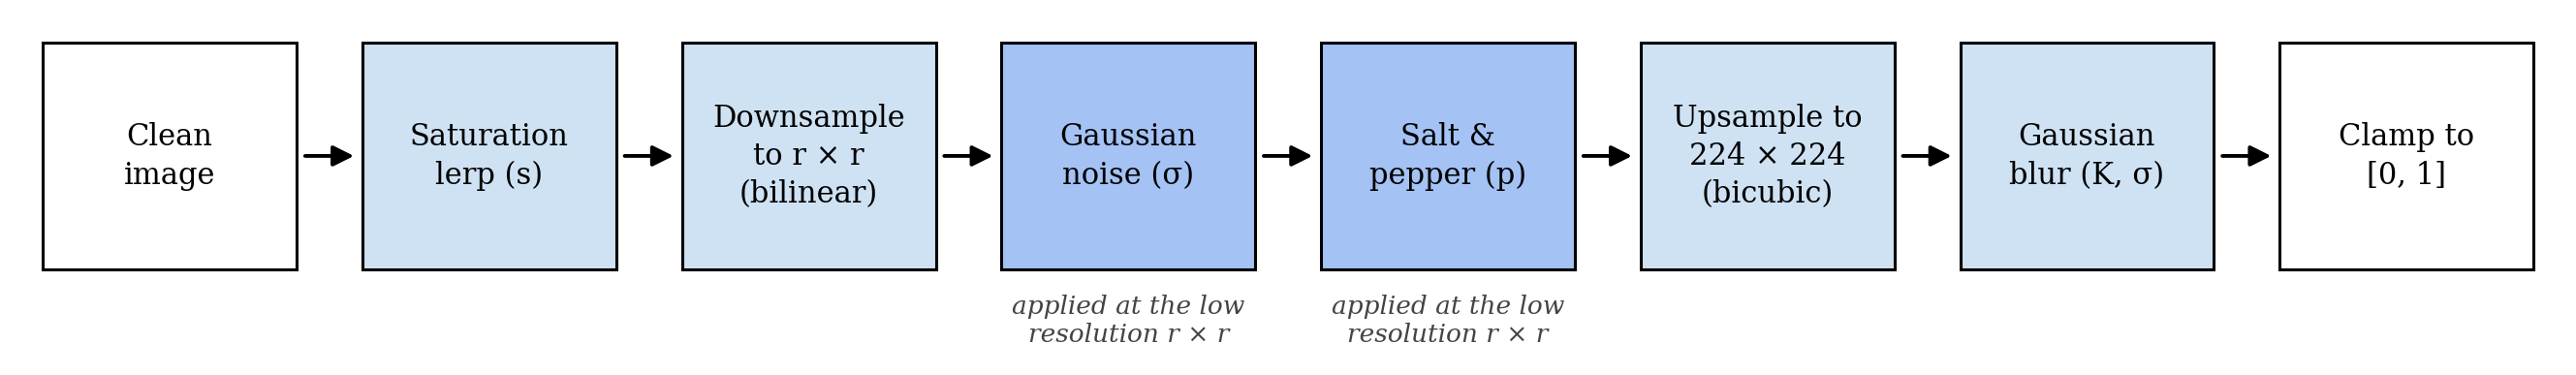 Clean
image
Saturation
lerp (s)
Downsample
to r × r
(bilinear)
Gaussian
noise (σ)
Salt &
pepper (p)
Upsample to
224 × 224
(bicubic)
Gaussian
blur (K, σ)
Clamp to
[0, 1]
applied at the low
resolution r × r
applied at the low
resolution r × r